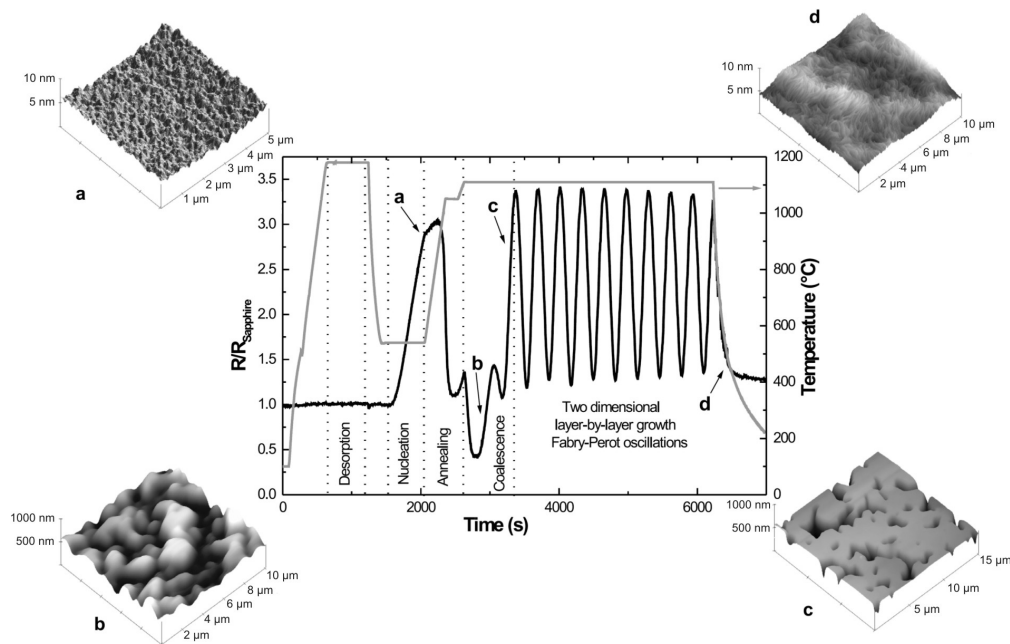 10 nm
5 nm
1 µm
2 µm
3 µm
4 µm
5 µm
a
d
10 nm
5 nm
2 µm
4 µm
6 µm
8 µm
10 µm
3.5
3.0
2.5
2.0
1.5
1.0
0.5
0.0
R/R Sapphire
1200
1000
800
600
400
200
0
Temperature (°C)
a
b
c
d
Desorption
Nucleation
Annealing
Coalescence
Two dimensional
layer-by-layer growth
Fabry-Perot oscillations
0
2000
4000
6000
Time (s)
1000 nm
500 nm
2 µm
4 µm
6 µm
8 µm
10 µm
b
1000 nm
500 nm
5 µm
10 µm
15 µm
c